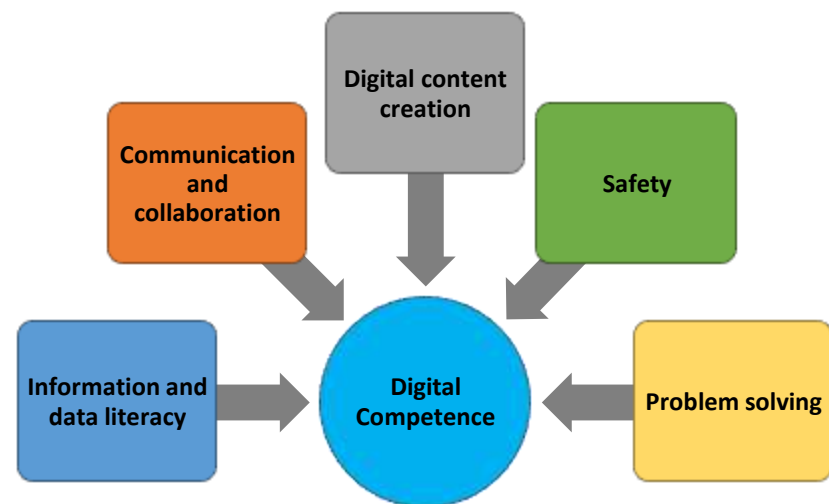 Digital content
creation
Communication
and
collaboration
Safety
Information and
data literacy
Digital
Competence
Problem solving